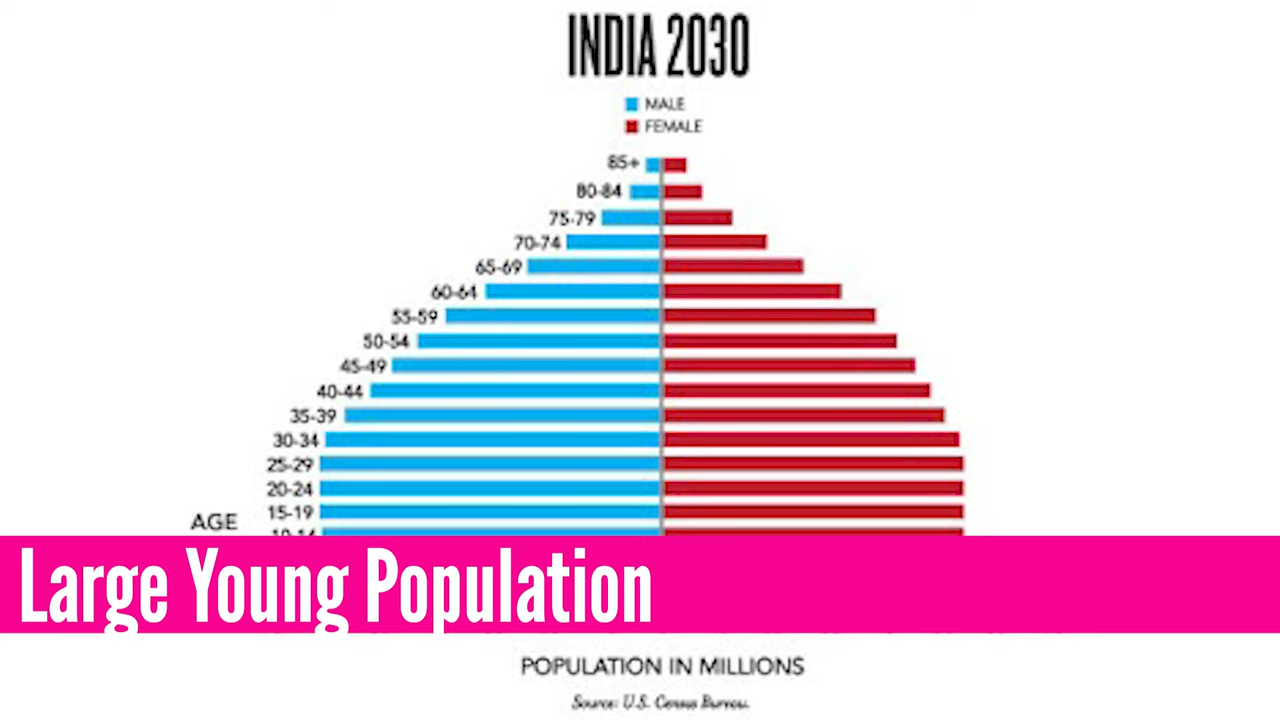 INDIA 2030
MALE
FEMALE
85+
80-84
75-79
70-74
65-69
60-64
55-59
50-54
45-49
40-44
35-39
30-34
25-29
20-24
15-19
AGE
10-14
Large Young Population
POPULATION IN MILLIONS
Source: U.S. Census Bureau.